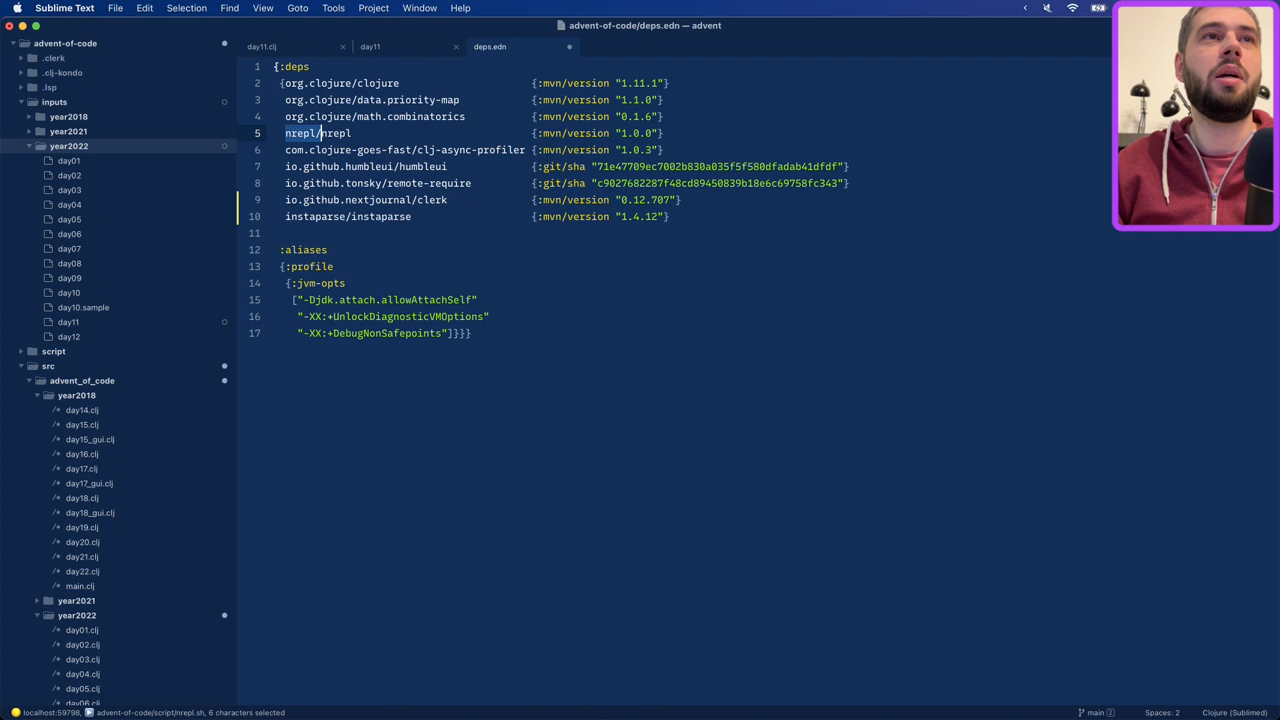 Sublime Text File Edit Selection Find View Goto Tools Project Window Help
advent-of-code/deps.edn — advent
advent-of-code
.clerk
.clj-kondo
.lsp
inputs
year2018
year2021
year2022
day01
day02
day03
day04
day05
day06
day07
day08
day09
day10
day10.sample
day11
day12
script
src
advent_of_code
year2018
/* day14.clj
/* day15.clj
/* day15_gui.clj
/* day16.clj
/* day17.clj
/* day17_gui.clj
/* day18.clj
/* day18_gui.clj
/* day19.clj
/* day20.clj
/* day21.clj
/* day22.clj
/* main.clj
year2021
year2022
/* day01.clj
/* day02.clj
/* day03.clj
/* day04.clj
/* day05.clj
/* day06.clj
day11.clj × day11 × deps.edn
1 {:deps
2 {org.clojure/clojure {:mvn/version "1.11.1"}
3 org.clojure/data.priority-map {:mvn/version "1.1.0"}
4 org.clojure/math.combinatorics {:mvn/version "0.1.6"}
5 nrepl/nrepl {:mvn/version "1.0.0"}
6 com.clojure-goes-fast/clj-async-profiler {:mvn/version "1.0.3"}
7 io.github.humbleui/humbleui {:git/sha "71e47709ec7002b830a035f5f580dfadab41dfdf"}
8 io.github.tonsky/remote-require {:git/sha "c9027682287f48cd89450839b18e6c69758fc343"}
9 io.github.nextjournal/clerk {:mvn/version "0.12.707"}
10 instaparse/instaparse {:mvn/version "1.4.12"}
11
12 :aliases
13 {:profile
14 {:jvm-opts
15 ["-Djdk.attach.allowAttachSelf"
16 "-XX:+UnlockDiagnosticVMOptions"
17 "-XX:+DebugNonSafepoints"]}}}
localhost:59798, advent-of-code/script/nrepl.sh, 6 characters selected
main 2 Spaces: 2 Clojure (Sublimed)